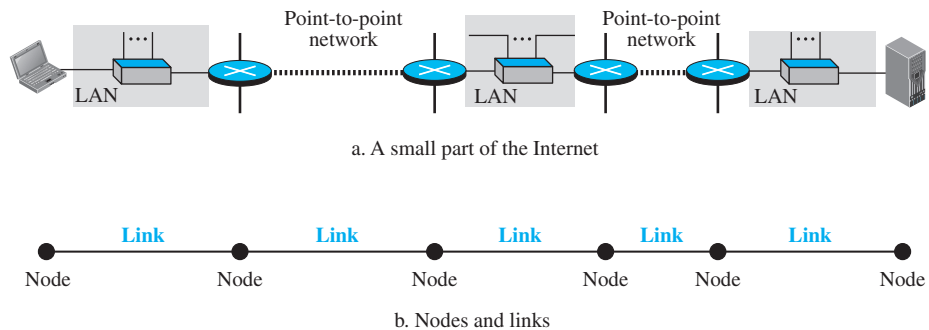 Point-to-point
network
Point-to-point
network
LAN
LAN
LAN
a. A small part of the Internet
Link Link Link Link Link
Node Node Node Node Node Node
b. Nodes and links